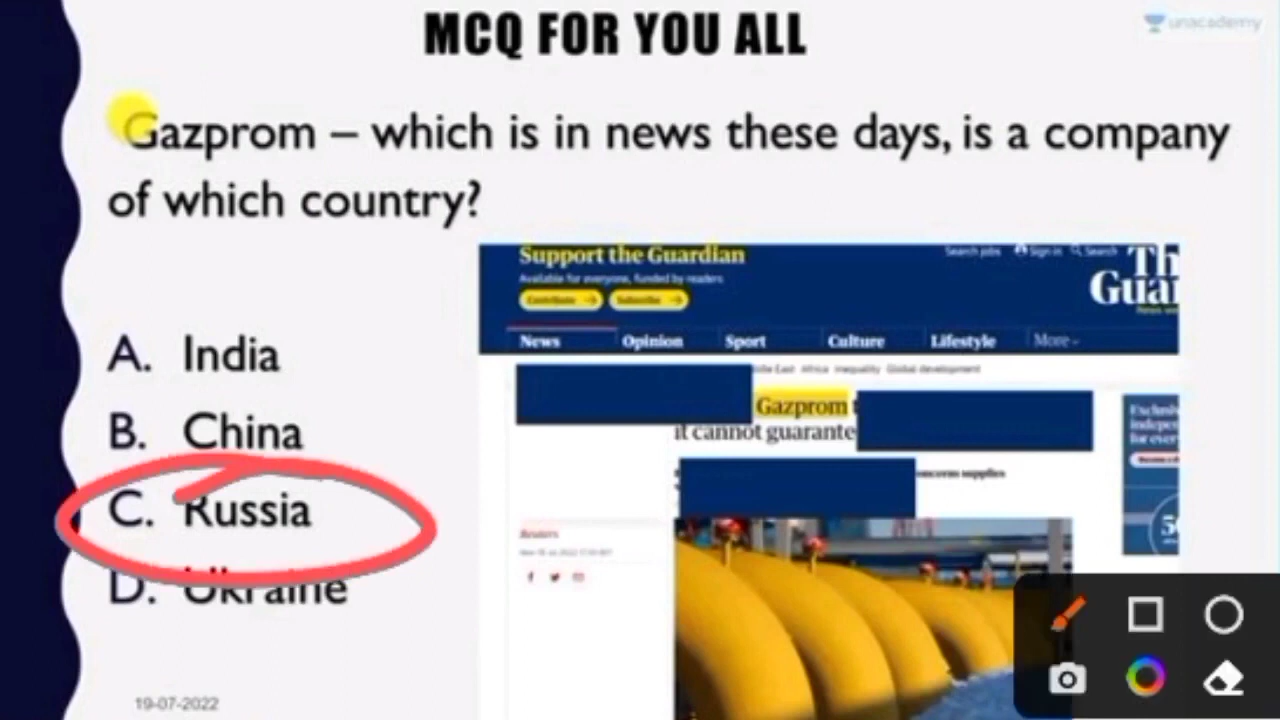 MCQ FOR YOU ALL
unacademy
Gazprom – which is in news these days, is a company
of which country?
A. India
B. China
C. Russia
D. Ukraine
Support the Guardian
Available for everyone, funded by readers
Contribute →
Subscribe →
Search jobs
Sign in
Search
The
Guar
News
Opinion
Sport
Culture
Lifestyle
More
East Africa Inequality Global development
Gazprom
it cannot guarante
concerns supplies
Reuters
19-07-2022